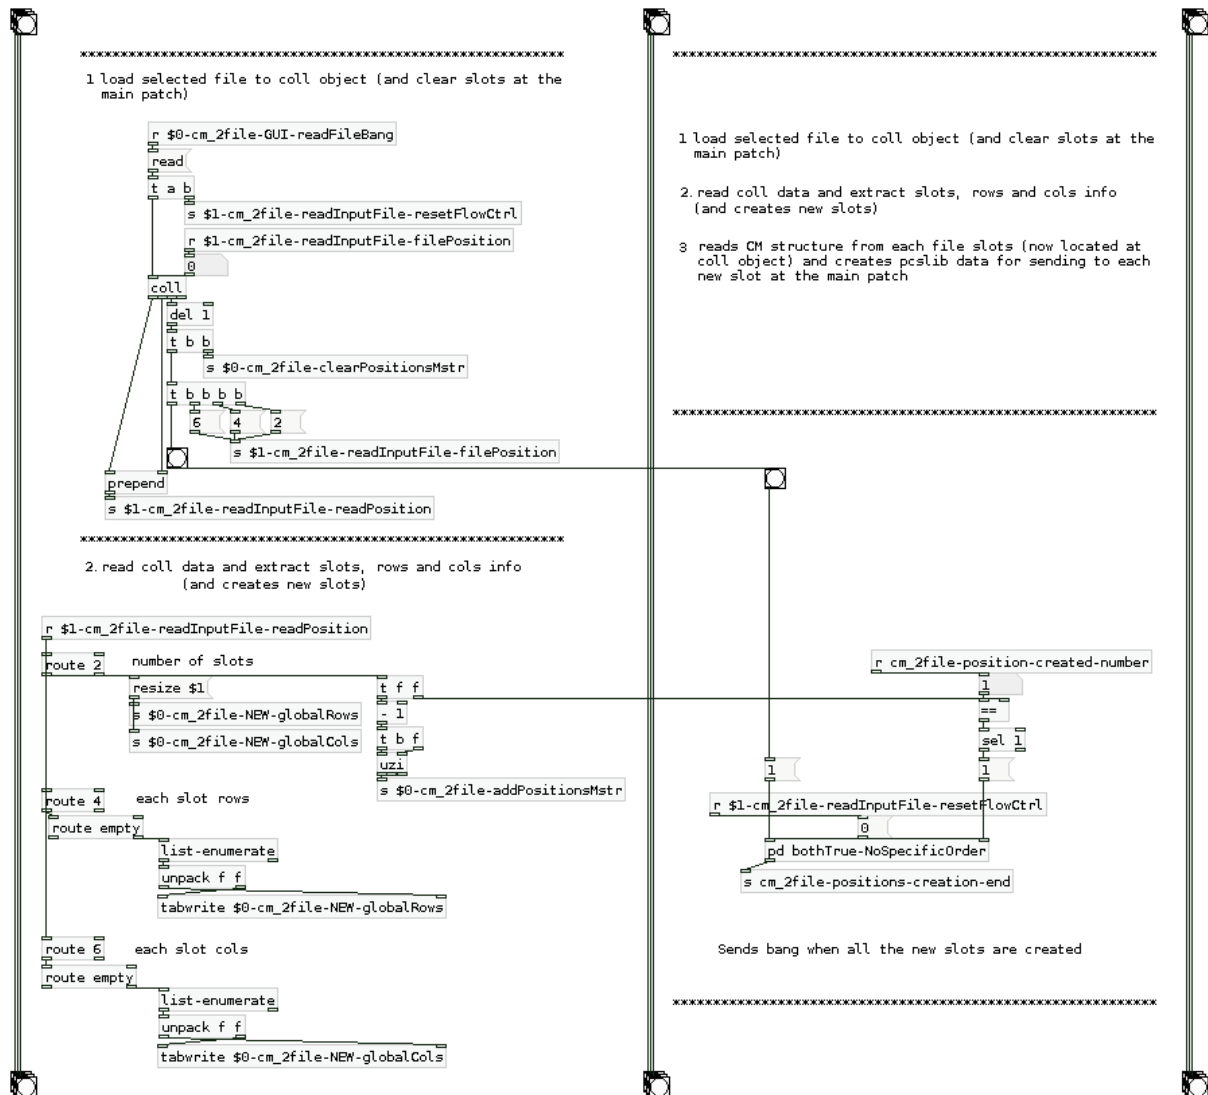 ************************************************************
1 load selected file to coll object (and clear slots at the
main patch)
r $0-cm_2file-GUI-readFileBang
read
t a b
s $1-cm_2file-readInputFile-resetFlowCtrl
r $1-cm_2file-readInputFile-filePosition
0
coll
del 1
t b b
s $0-cm_2file-clearPositionsMstr
t b b b b
6 4 2
s $1-cm_2file-readInputFile-filePosition
prepend
s $1-cm_2file-readInputFile-readPosition
************************************************************
2. read coll data and extract slots, rows and cols info
(and creates new slots)
r $1-cm_2file-readInputFile-readPosition
route 2
number of slots
resize $1
s $0-cm_2file-NEW-globalRows
s $0-cm_2file-NEW-globalCols
t f f
- 1
t b f
uzi
s $0-cm_2file-addPositionsMstr
route 4
each slot rows
route empty
list-enumerate
unpack f f
tabwrite $0-cm_2file-NEW-globalRows
route 6
each slot cols
route empty
list-enumerate
unpack f f
tabwrite $0-cm_2file-NEW-globalCols
************************************************************
1 load selected file to coll object (and clear slots at the
main patch)
2. read coll data and extract slots, rows and cols info
(and creates new slots)
3 reads CM structure from each file slots (now located at
coll object) and creates pcslib data for sending to each
new slot at the main patch
************************************************************
r cm_2file-position-created-number
1
==
sel 1
1
1
r $1-cm_2file-readInputFile-resetFlowCtrl
0
pd bothTrue-NoSpecificOrder
s cm_2file-positions-creation-end
Sends bang when all the new slots are created
************************************************************